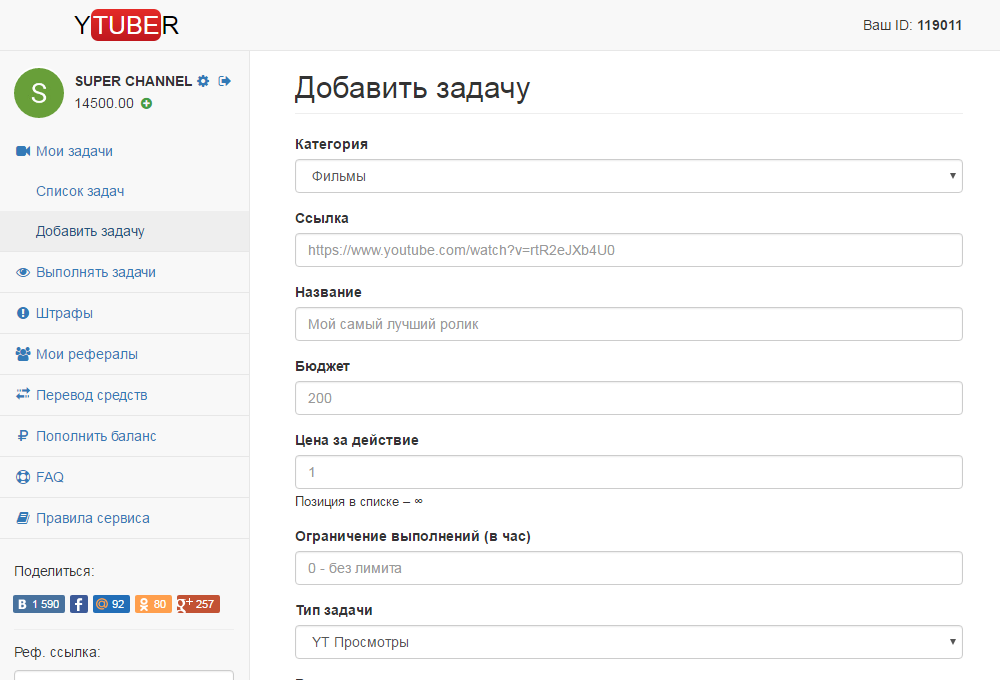 YTUBER
Ваш ID: 119011
S
SUPER CHANNEL
14500.00
Мои задачи
Список задач
Добавить задачу
Выполнять задачи
Штрафы
Мои рефералы
Перевод средств
Пополнить баланс
FAQ
Правила сервиса
Поделиться:
B 1 590
f
@ 92
80
g+ 257
Реф. ссылка:
Добавить задачу
Категория
Фильмы
Ссылка
https://www.youtube.com/watch?v=rtR2eJXb4U0
Название
Мой самый лучший ролик
Бюджет
200
Цена за действие
1
Позиция в списке – ∞
Ограничение выполнений (в час)
0 - без лимита
Тип задачи
YT Просмотры